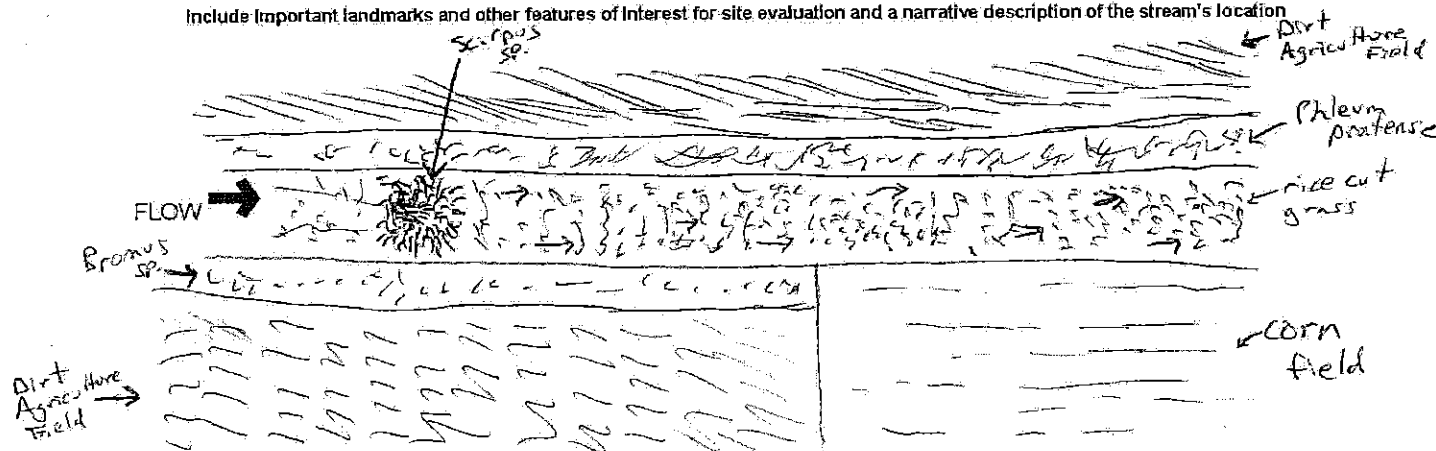 Include Important landmarks and other features of Interest for site evaluation and a narrative description of the stream's location
Scirpus
sp.
Dirt
Agriculture
Field
Phleum
pratense
rice cut
grass
FLOW
Bromus
sp.
Corn
field
Dirt
Agriculture
Field